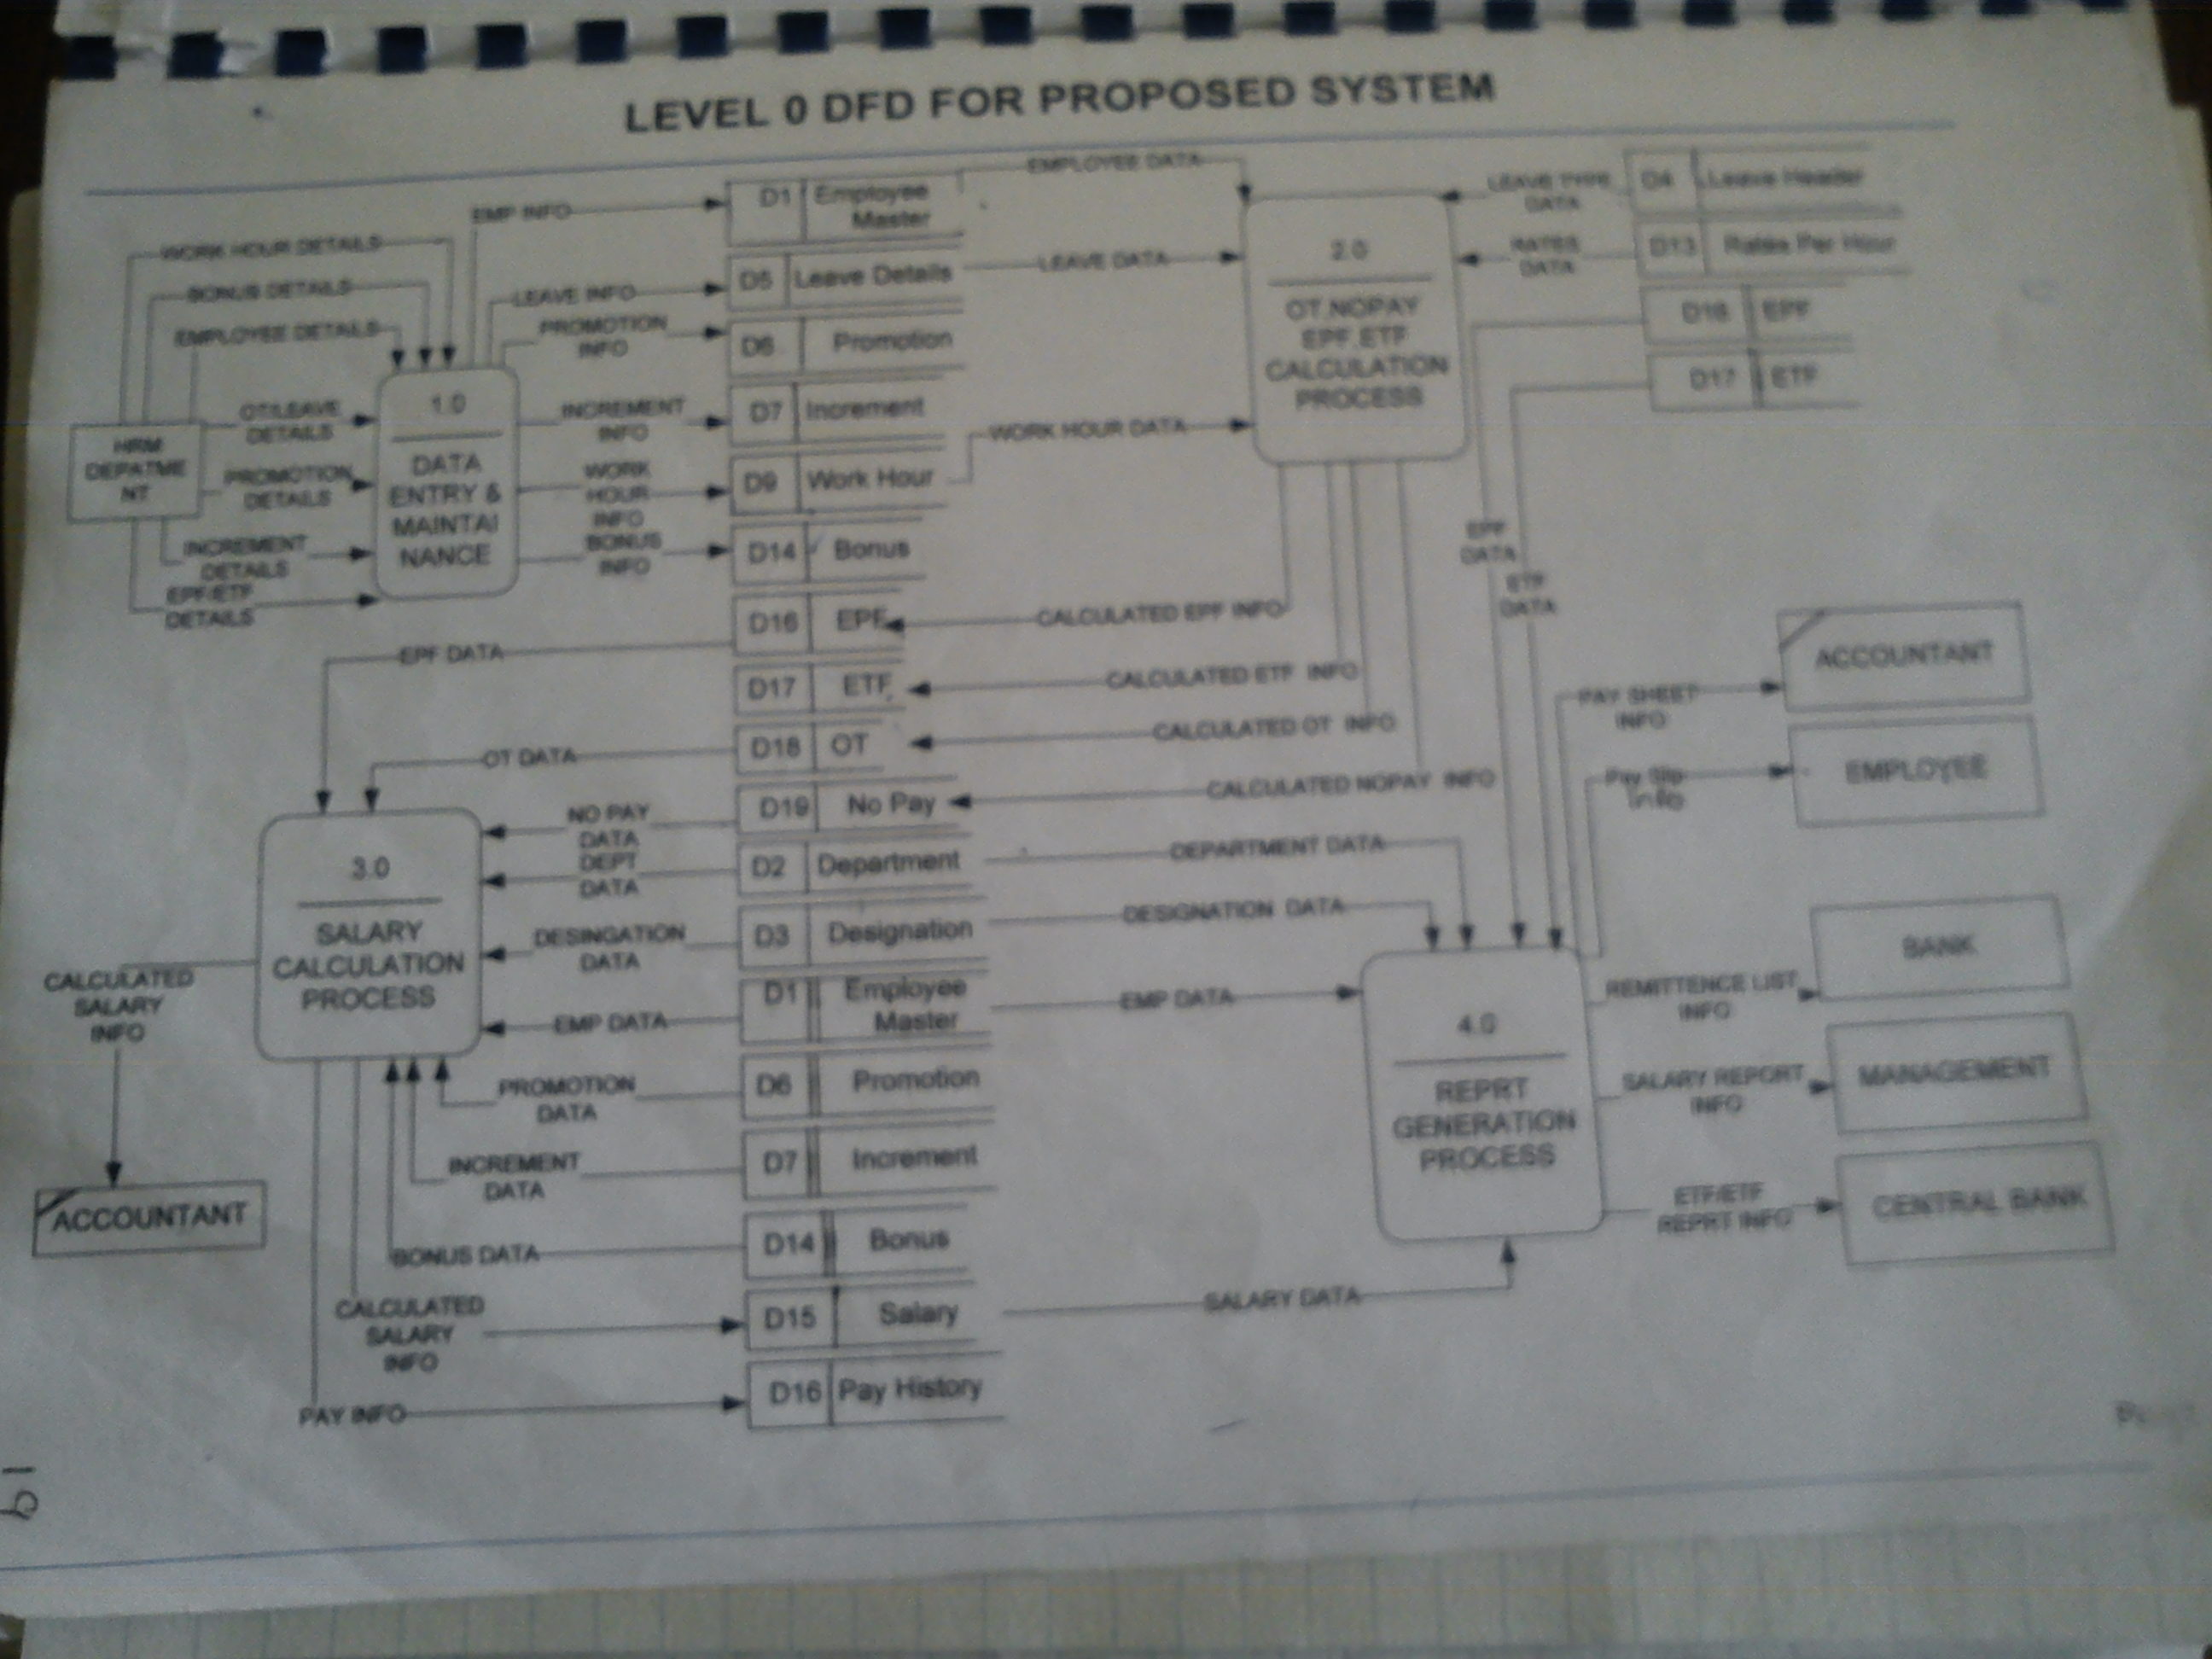 LEVEL 0 DFD FOR PROPOSED SYSTEM
EMPLOYEE DATA
EMP INFO
D1 Employee
Master
LEAVE TYPE
DATA
D4 Leave Header
WORK HOUR DETAILS
BONUS DETAILS
EMPLOYEE DETAILS
LEAVE INFO
D5 Leave Details
LEAVE DATA
2.0
OT.NOPAY
EPF.ETF
CALCULATION
PROCESS
RATES
DATA
D13 Rates Per Hour
D16 EPF
D17 ETF
PROMOTION
INFO
D6 Promotion
HRM
DEPATME
NT
OT/LEAVE
DETAILS
PROMOTION
DETAILS
INCREMENT
DETAILS
EPF/ETF
DETAILS
1.0
DATA
ENTRY &
MAINTAI
NANCE
INCREMENT
INFO
D7 Increment
WORK
HOUR
INFO
D9 Work Hour
WORK HOUR DATA
BONUS
INFO
D14 Bonus
EPF
DATA
ETF
DATA
D16 EPF
CALCULATED EPF INFO
EPF DATA
D17 ETF
CALCULATED ETF INFO
OT DATA
D18 OT
CALCULATED OT INFO
NO PAY
DATA
D19 No Pay
CALCULATED NOPAY INFO
PAY SHEET
INFO
ACCOUNTANT
Pay Slip
Info
EMPLOYEE
3.0
SALARY
CALCULATION
PROCESS
DEPT
DATA
D2 Department
DEPARTMENT DATA
DESINGATION
DATA
D3 Designation
DESIGNATION DATA
EMP DATA
D1 Employee
Master
EMP DATA
4.0
REPRT
GENERATION
PROCESS
REMITTENCE LIST
INFO
BANK
SALARY REPORT
INFO
MANAGEMENT
ETF/ETF
REPRT INFO
CENTRAL BANK
CALCULATED
SALARY
INFO
ACCOUNTANT
PROMOTION
DATA
D6 Promotion
INCREMENT
DATA
D7 Increment
BONUS DATA
D14 Bonus
CALCULATED
SALARY
INFO
D15 Salary
SALARY DATA
PAY INFO
D16 Pay History